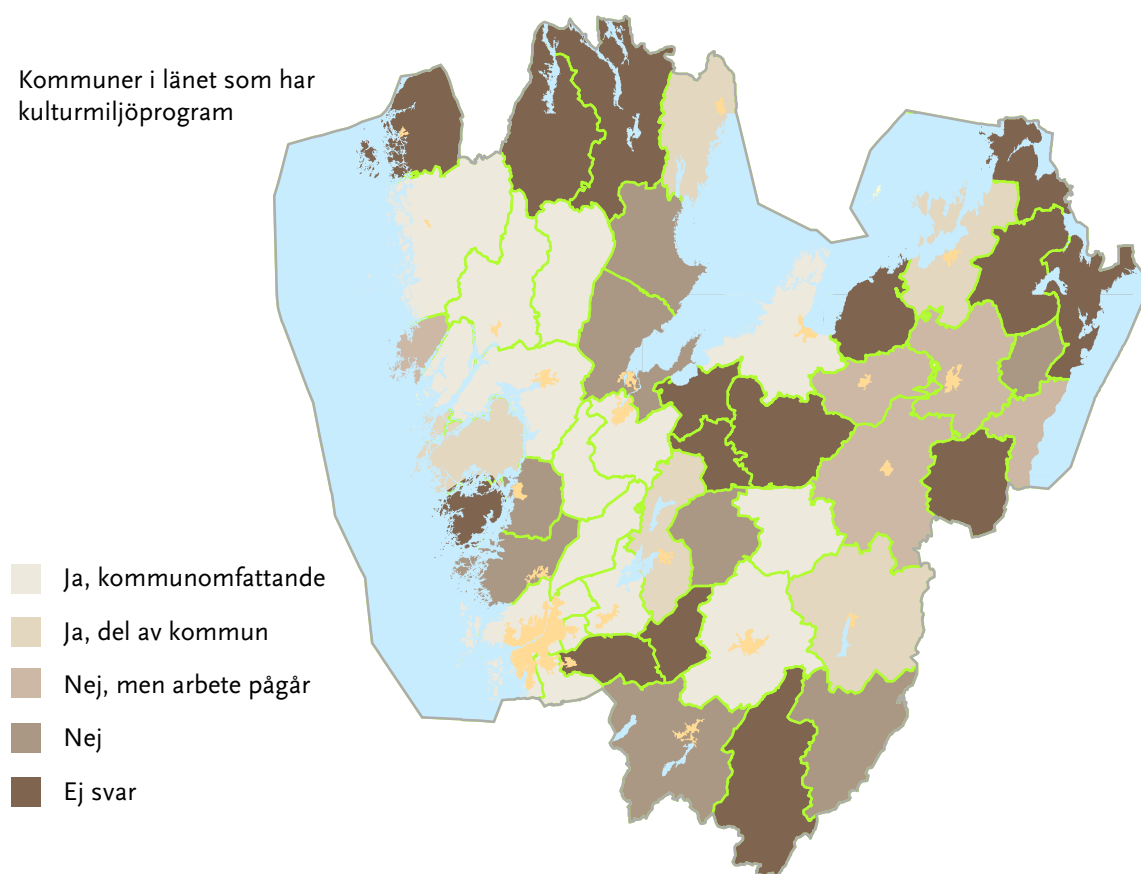 Kommuner i länet som har
kulturmiljöprogram
Ja, kommunomfattande
Ja, del av kommun
Nej, men arbete pågår
Nej
Ej svar